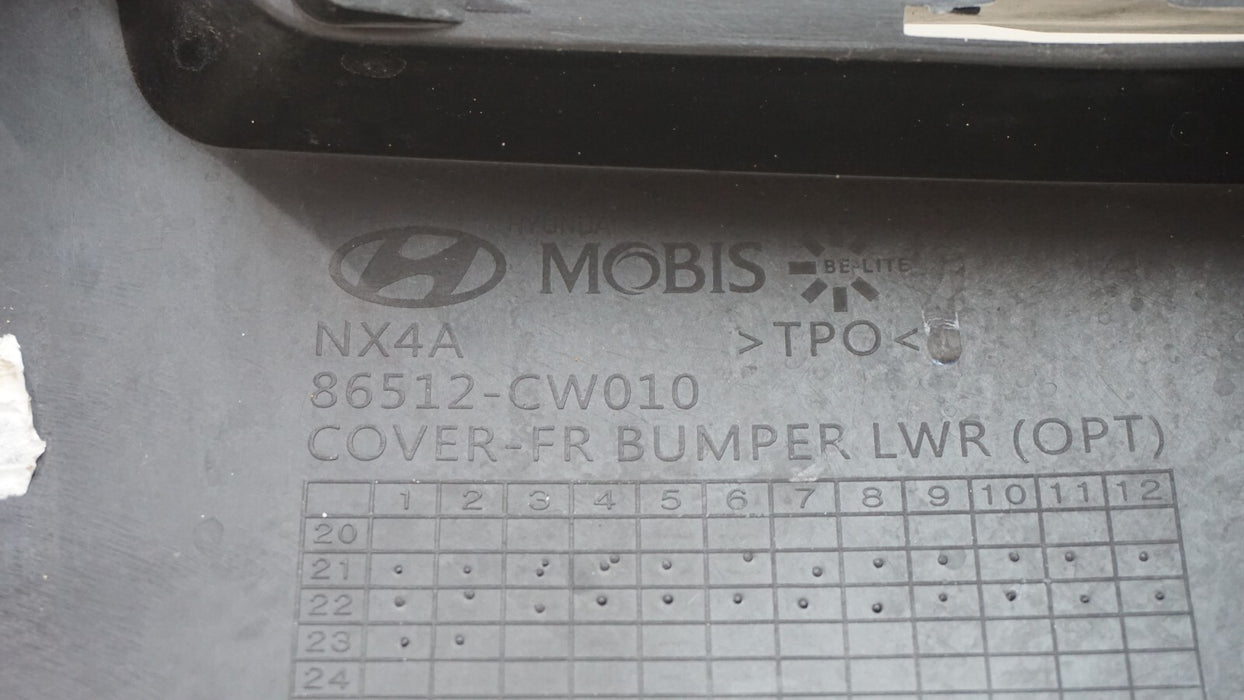 HYUNDAI
MOBIS BE-LITE
NX4A >TPO<
86512-CW010
COVER-FR BUMPER LWR (OPT)
1 2 3 4 5 6 7 8 9 10 11 12
20
21
22
23
24